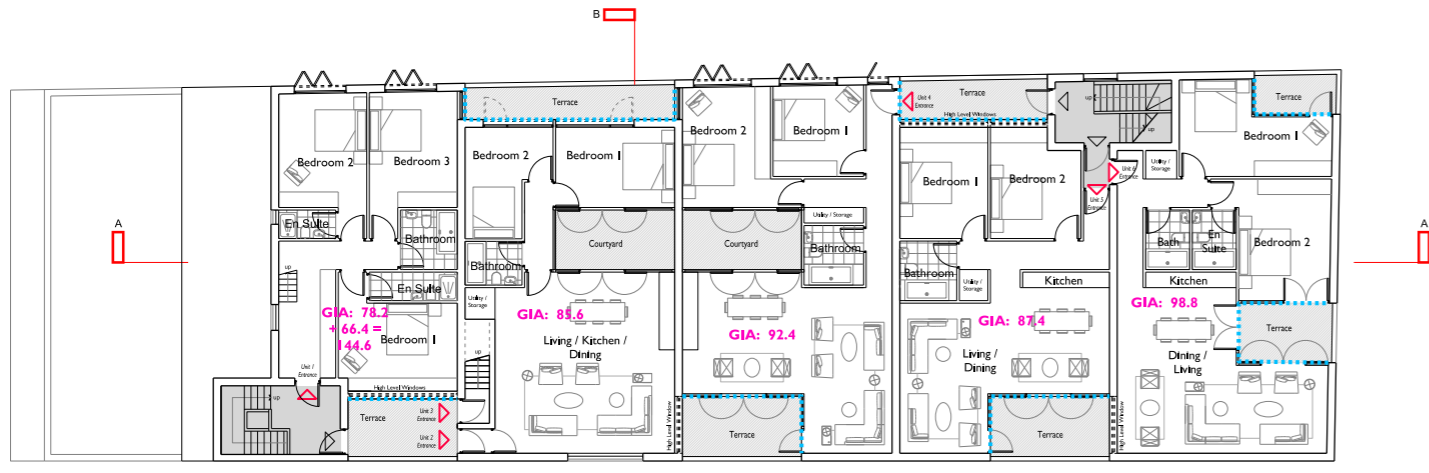 B
Terrace
Unit 4
Entrance
Terrace
High Level Windows
up
up
Terrace
Bedroom 1
Bedroom 2
Bedroom 3
Bedroom 2
Bedroom 1
Bedroom 2
Bedroom 1
Bedroom 1
Bedroom 2
Utility /
Storage
Unit 6
Entrance
Unit 5
Entrance
Utility /
Storage
A
A
En Suite
Bathroom
Courtyard
Courtyard
Utility / Storage
Bathroom
Bath
En
Suite
Bedroom 2
up
Bathroom
En Suite
Bathroom
Utility /
Storage
Kitchen
Kitchen
Utility /
Storage
GIA: 78.2
+ 66.4 =
144.6
Bedroom 1
GIA: 85.6
Living / Kitchen /
Dining
GIA: 92.4
GIA: 87.4
Living /
Dining
GIA: 98.8
Dining /
Living
Terrace
up
Unit 1
Entrance
High Level Windows
up
Terrace
Unit 3
Entrance
Unit 2
Entrance
High Level Window
Terrace
Terrace
High Level Window